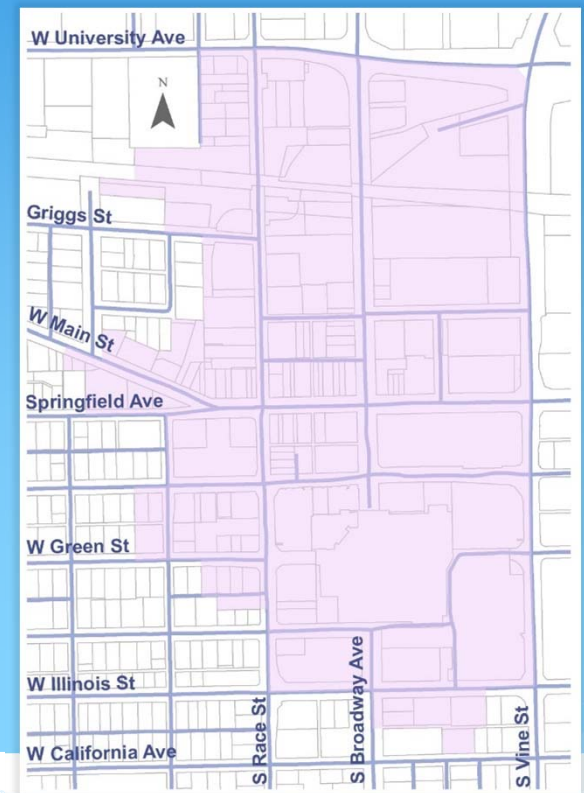 W University Ave
N
Griggs St
W Main St
Springfield Ave
W Green St
W Illinois St
W California Ave
S Race St
S Broadway Ave
S Vine St